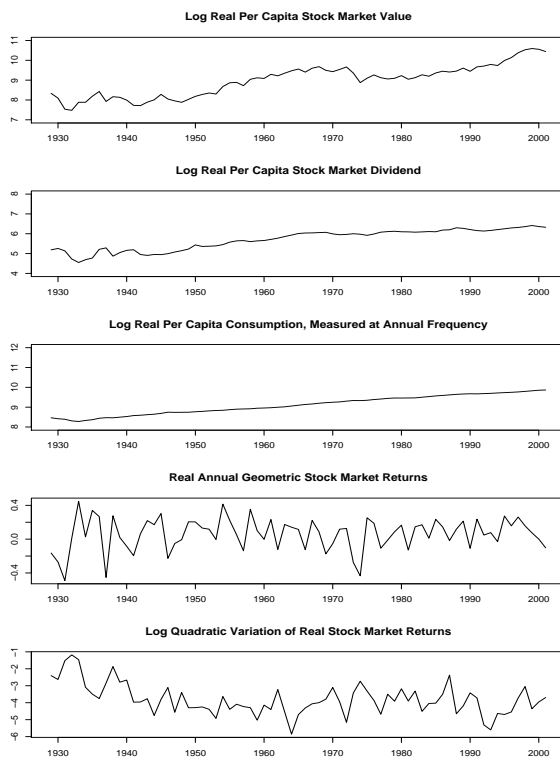 Log Real Per Capita Stock Market Value
11
10
9
8
7
1930 1940 1950 1960 1970 1980 1990 2000
Log Real Per Capita Stock Market Dividend
8
7
6
5
4
1930 1940 1950 1960 1970 1980 1990 2000
Log Real Per Capita Consumption, Measured at Annual Frequency
12
11
10
9
8
1930 1940 1950 1960 1970 1980 1990 2000
Real Annual Geometric Stock Market Returns
0.4
0.0
−0.4
1930 1940 1950 1960 1970 1980 1990 2000
Log Quadratic Variation of Real Stock Market Returns
−1
−2
−3
−4
−5
−6
1930 1940 1950 1960 1970 1980 1990 2000